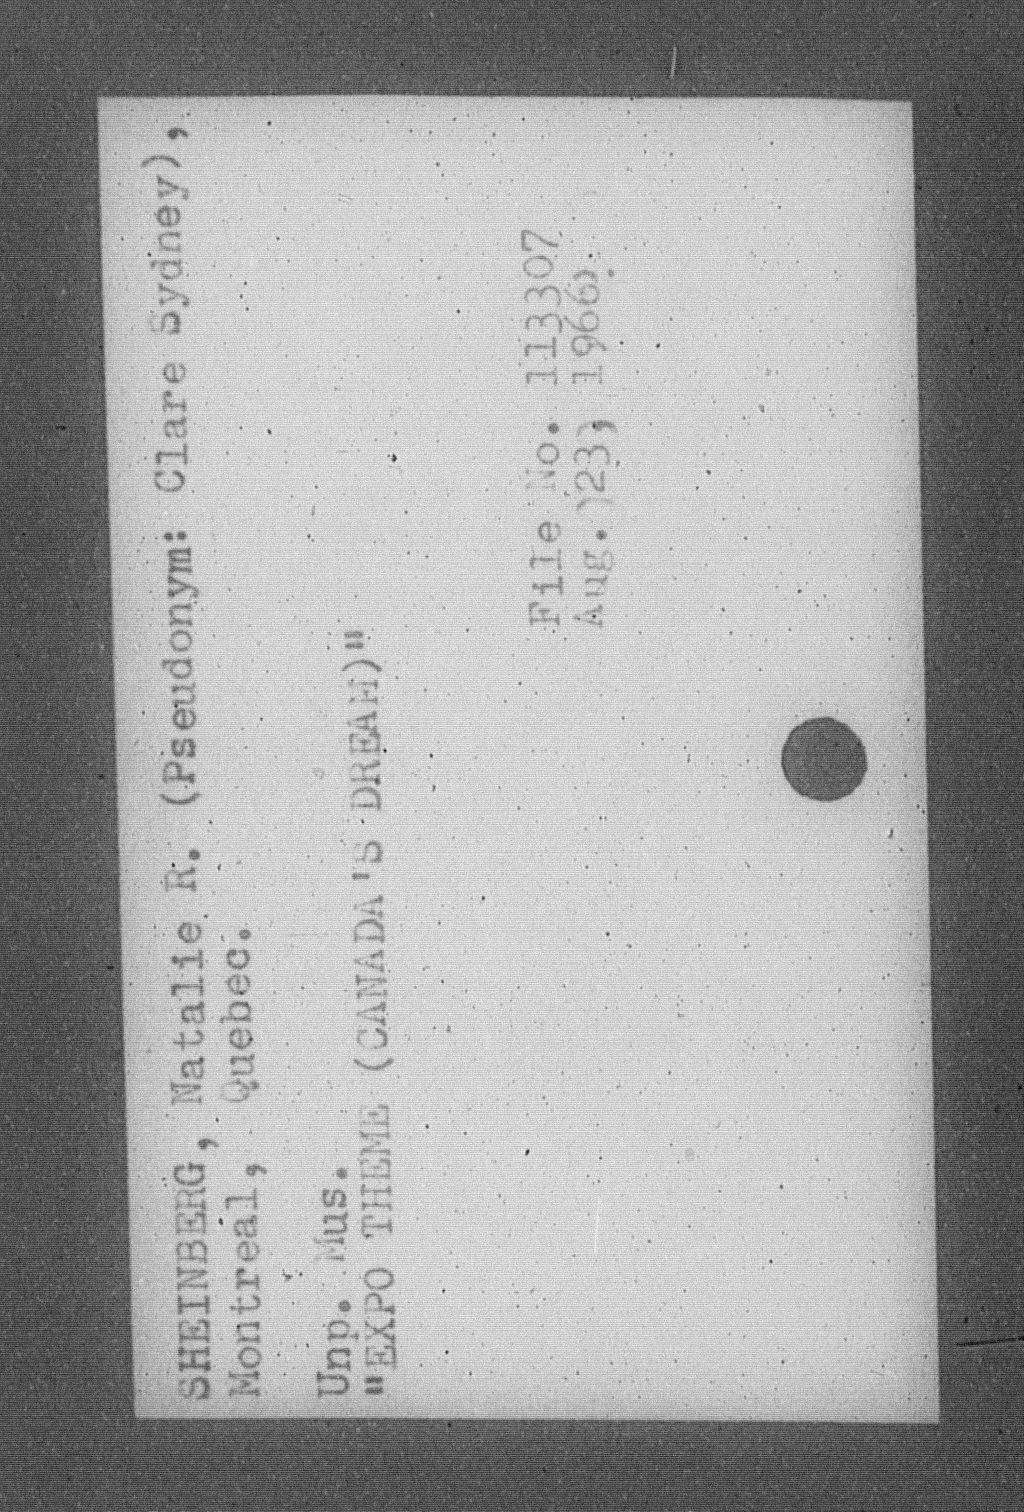 SHEINBERG, Natalie R. (Pseudonym: Clare Sydney),
Montreal, Quebec.
Unp. Mus.
"EXPO THEME (CANADA'S DREAM)"
File No. 113307
Aug. )23, 1966).